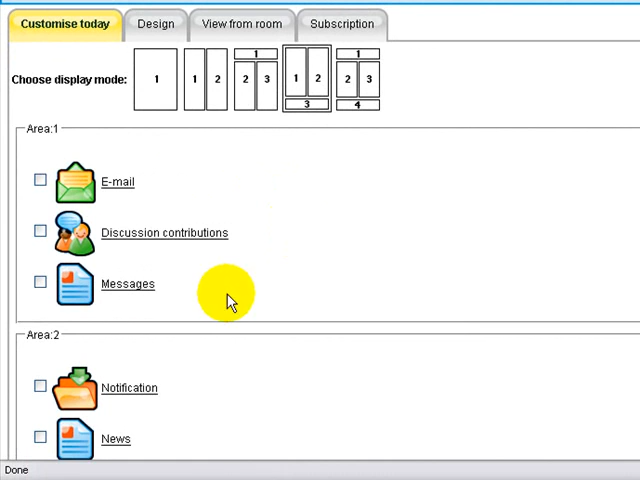 Customise today Design View from room Subscription
Choose display mode: 1 1 2 1 2 3 1 2 3 1 2 3 4
Area:1
E-mail
Discussion contributions
Messages
Area:2
Notification
News
Done